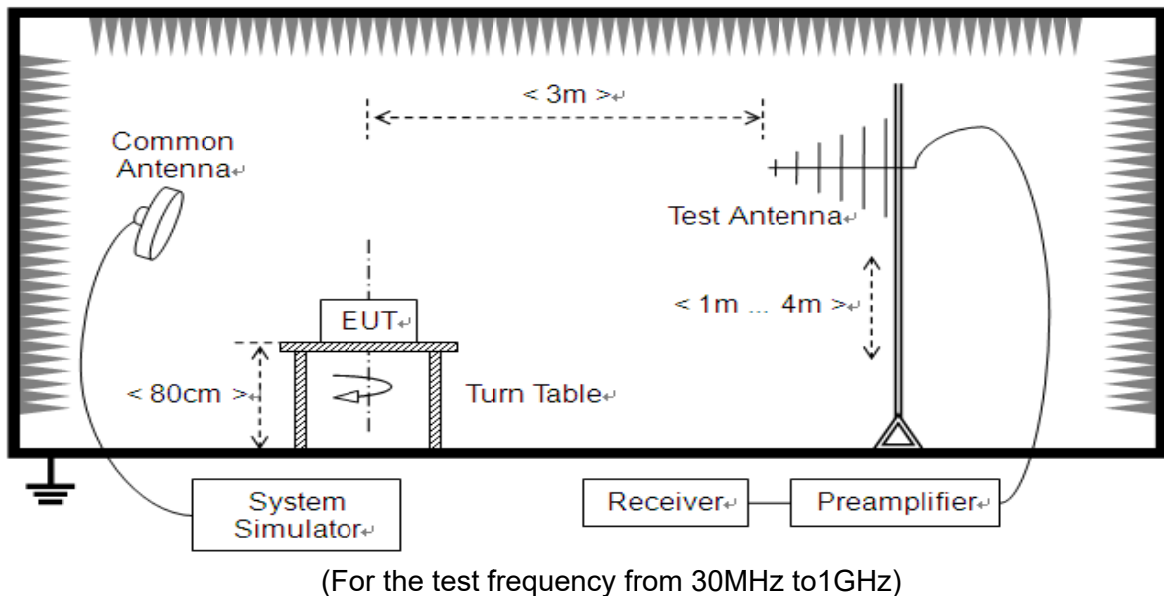 < 3m >↵
Common
Antenna↵
Test Antenna↵
< 1m ... 4m >↵
EUT↵
< 80cm >↵
Turn Table↵
System
Simulator↵
Receiver↵
Preamplifier↵
(For the test frequency from 30MHz to1GHz)